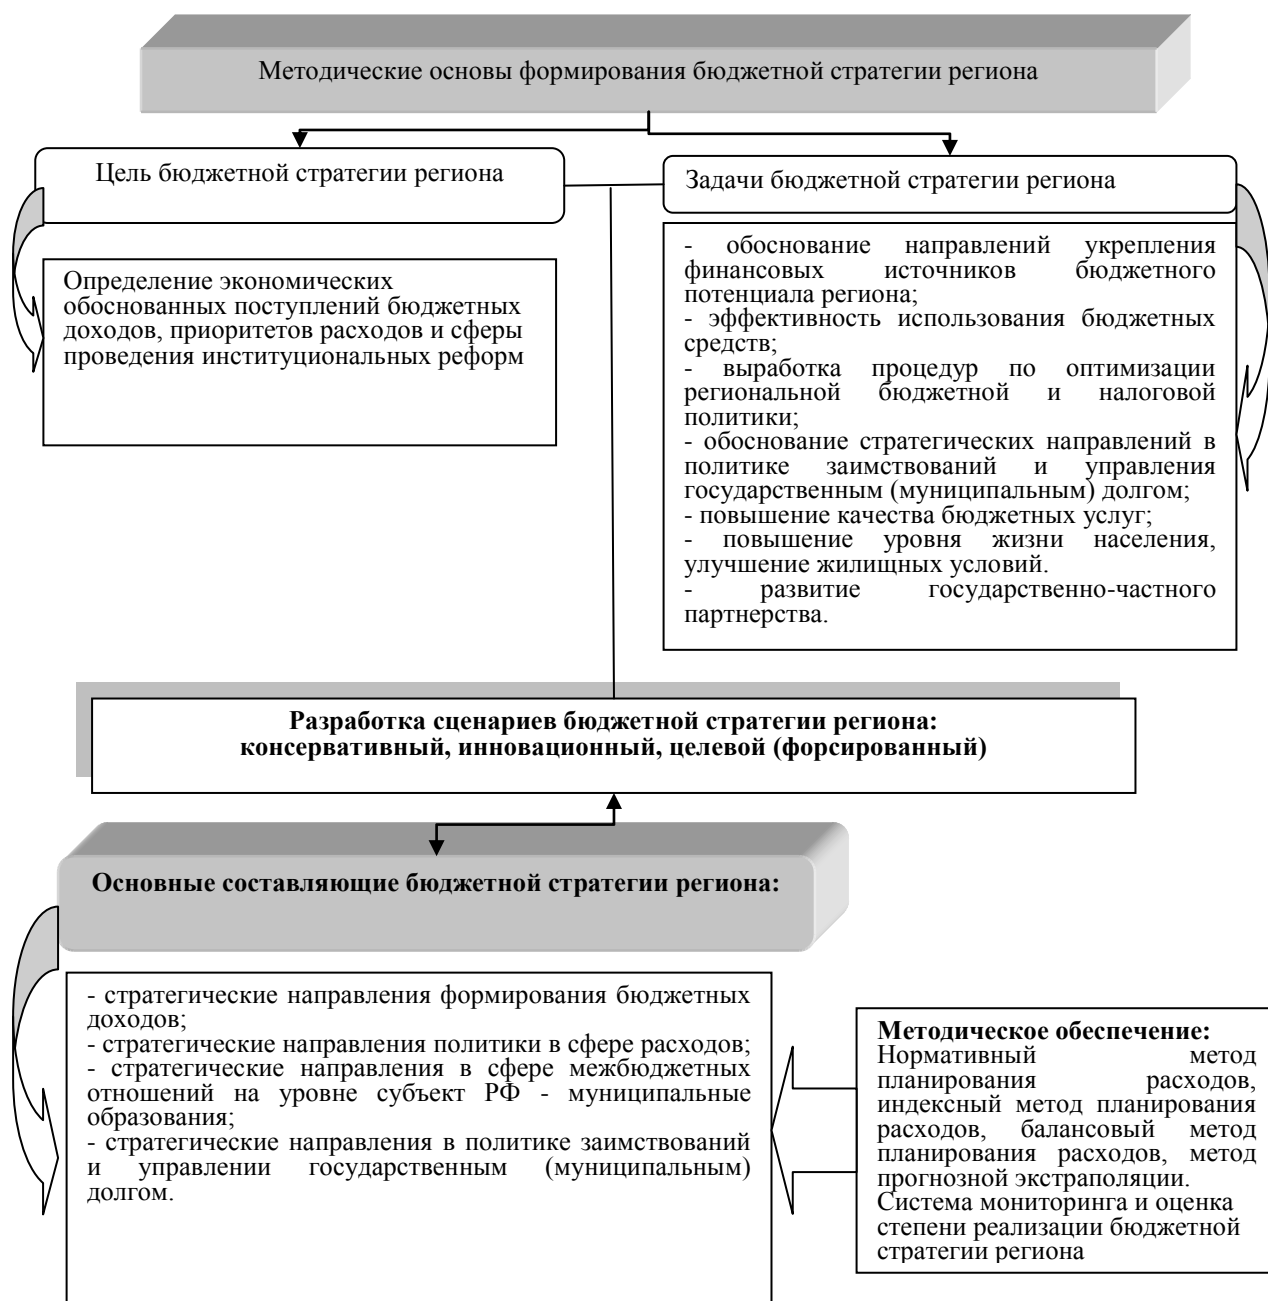 Методические основы формирования бюджетной стратегии региона
Цель бюджетной стратегии региона
Определение экономических
обоснованных поступлений бюджетных
доходов, приоритетов расходов и сферы
проведения институциональных реформ
Задачи бюджетной стратегии региона
- обоснование направлений укрепления
финансовых источников бюджетного
потенциала региона;
- эффективность использования бюджетных
средств;
- выработка процедур по оптимизации
региональной бюджетной и налоговой
политики;
- обоснование стратегических направлений в
политике заимствований и управления
государственным (муниципальным) долгом;
- повышение качества бюджетных услуг;
- повышение уровня жизни населения,
улучшение жилищных условий.
- развитие государственно-частного
партнерства.
Разработка сценариев бюджетной стратегии региона:
консервативный, инновационный, целевой (форсированный)
Основные составляющие бюджетной стратегии региона:
- стратегические направления формирования бюджетных
доходов;
- стратегические направления политики в сфере расходов;
- стратегические направления в сфере межбюджетных
отношений на уровне субъект РФ - муниципальные
образования;
- стратегические направления в политике заимствований
и управлении государственным (муниципальным)
долгом.
Методическое обеспечение:
Нормативный метод
планирования расходов,
индексный метод планирования
расходов, балансовый метод
планирования расходов, метод
прогнозной экстраполяции.
Система мониторинга и оценка
степени реализации бюджетной
стратегии региона